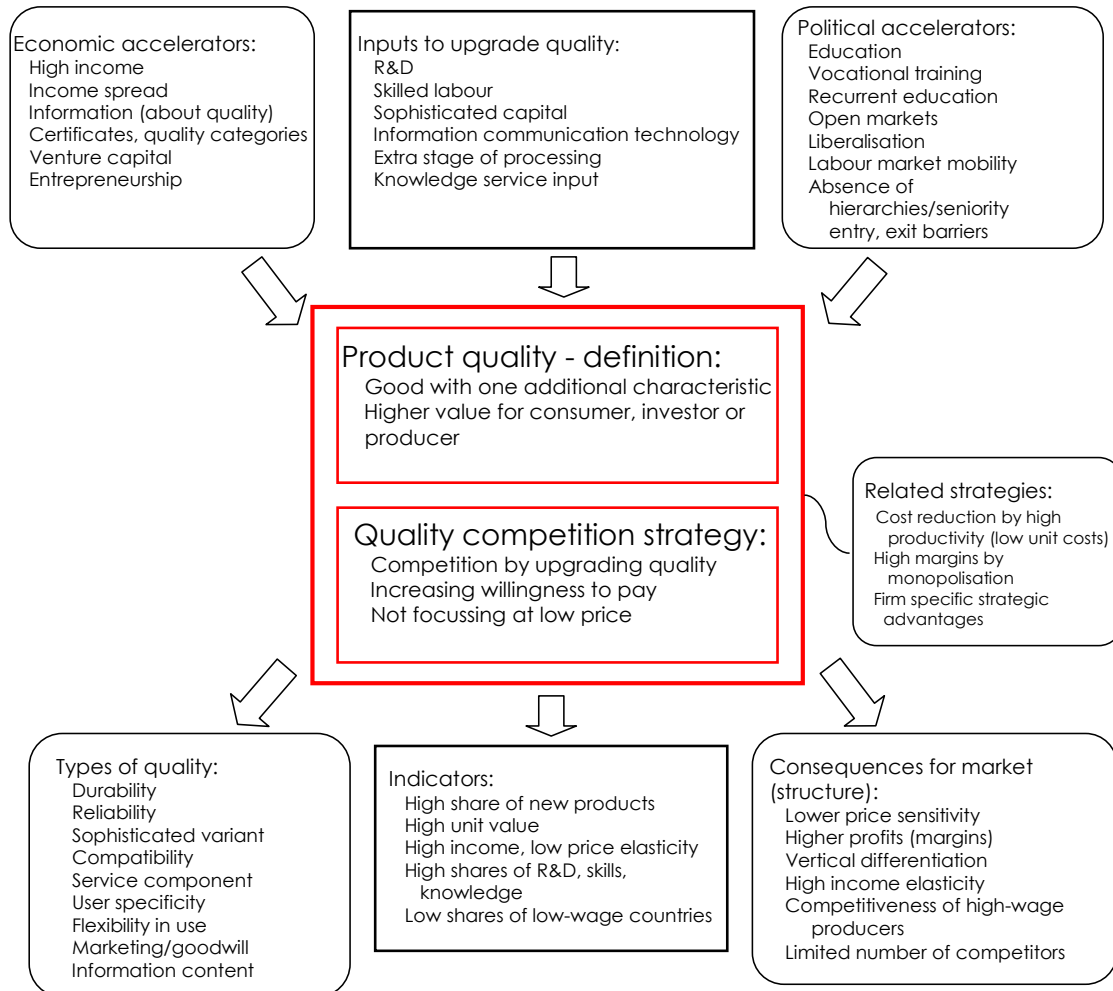 Economic accelerators:
High income
Income spread
Information (about quality)
Certificates, quality categories
Venture capital
Entrepreneurship
Inputs to upgrade quality:
R&D
Skilled labour
Sophisticated capital
Information communication technology
Extra stage of processing
Knowledge service input
Political accelerators:
Education
Vocational training
Recurrent education
Open markets
Liberalisation
Labour market mobility
Absence of
hierarchies/seniority
entry, exit barriers
Product quality - definition:
Good with one additional characteristic
Higher value for consumer, investor or
producer
Quality competition strategy:
Competition by upgrading quality
Increasing willingness to pay
Not focussing at low price
Related strategies:
Cost reduction by high
productivity (low unit costs)
High margins by
monopolisation
Firm specific strategic
advantages
Types of quality:
Durability
Reliability
Sophisticated variant
Compatibility
Service component
User specificity
Flexibility in use
Marketing/goodwill
Information content
Indicators:
High share of new products
High unit value
High income, low price elasticity
High shares of R&D, skills,
knowledge
Low shares of low-wage countries
Consequences for market
(structure):
Lower price sensitivity
Higher profits (margins)
Vertical differentiation
High income elasticity
Competitiveness of high-wage
producers
Limited number of competitors